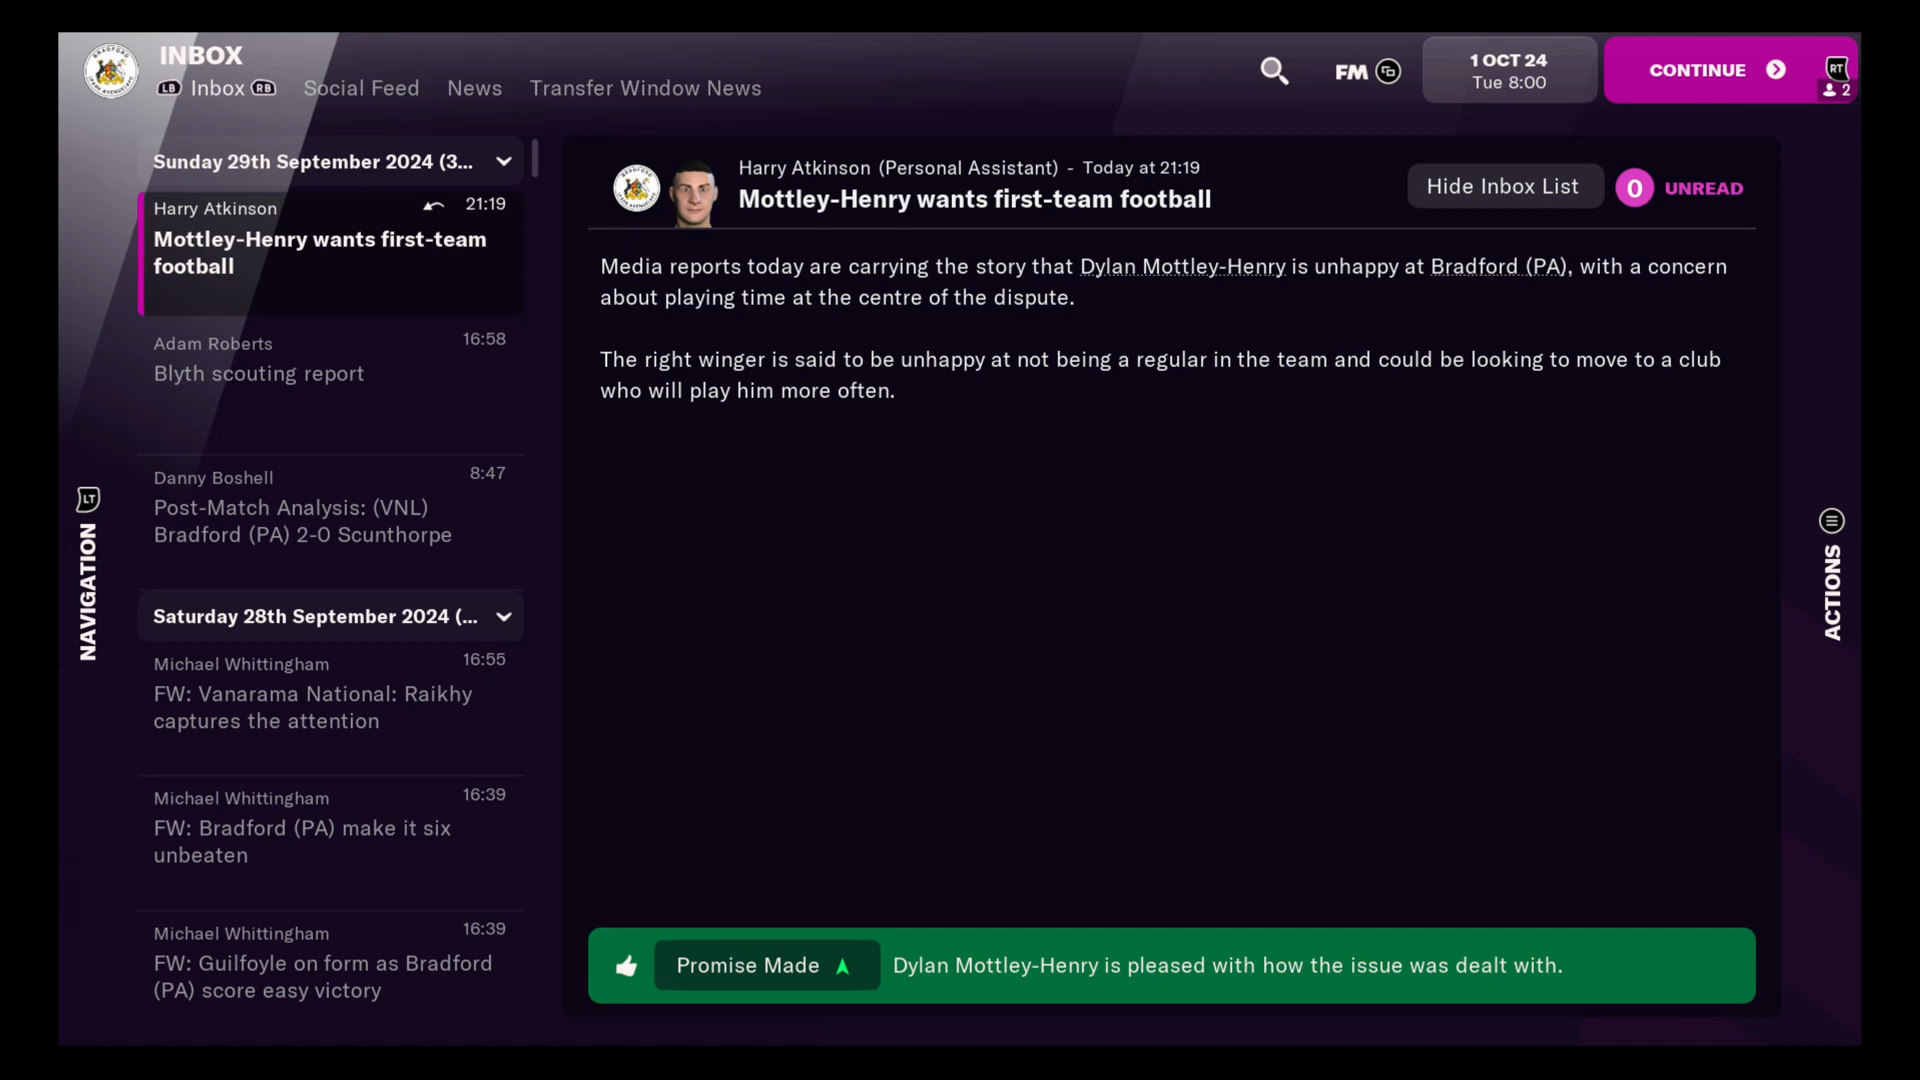 INBOX
LB Inbox RB Social Feed News Transfer Window News
FM
1 OCT 24
Tue 8:00
CONTINUE
RT
2
Sunday 29th September 2024 (3...
Harry Atkinson 21:19
Mottley-Henry wants first-team
football
Adam Roberts 16:58
Blyth scouting report
Danny Boshell 8:47
Post-Match Analysis: (VNL)
Bradford (PA) 2-0 Scunthorpe
Saturday 28th September 2024 (...
Michael Whittingham 16:55
FW: Vanarama National: Raikhy
captures the attention
Michael Whittingham 16:39
FW: Bradford (PA) make it six
unbeaten
Michael Whittingham 16:39
FW: Guilfoyle on form as Bradford
(PA) score easy victory
LT
NAVIGATION
Harry Atkinson (Personal Assistant) - Today at 21:19
Mottley-Henry wants first-team football
Hide Inbox List 0 UNREAD
Media reports today are carrying the story that Dylan Mottley-Henry is unhappy at Bradford (PA), with a concern
about playing time at the centre of the dispute.
The right winger is said to be unhappy at not being a regular in the team and could be looking to move to a club
who will play him more often.
Promise Made Dylan Mottley-Henry is pleased with how the issue was dealt with.
ACTIONS